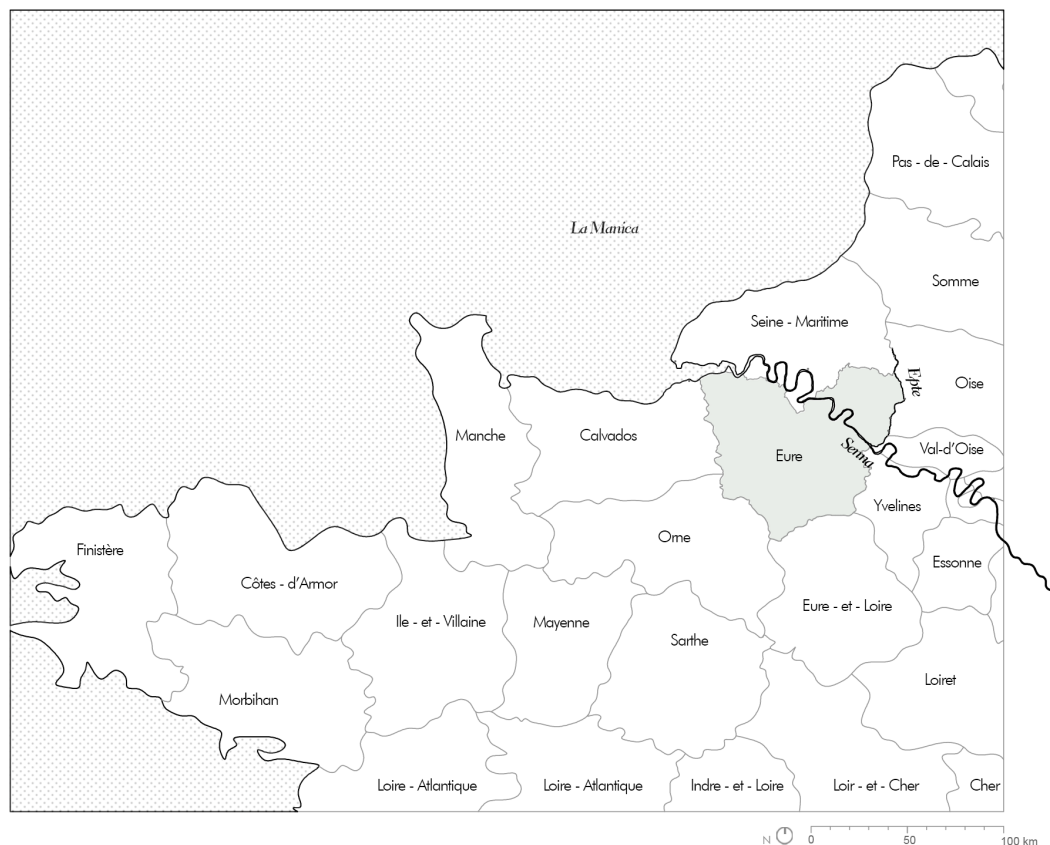 Pas - de - Calais
La Manica
Somme
Seine - Maritime
Epte
Oise
Manche
Calvados
Eure
Senna
Val-d'Oise
Yvelines
Orne
Finistère
Essonne
Côtes - d'Armor
Eure - et - Loire
Ile - et - Villaine
Mayenne
Sarthe
Loiret
Morbihan
Loire - Atlantique
Loire - Atlantique
Indre - et - Loire
Loir - et - Cher
Cher
N
0
50
100 km